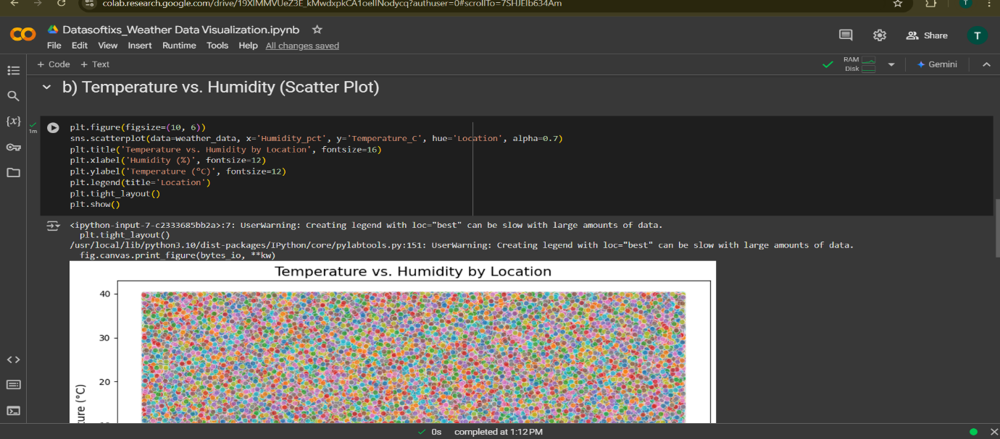 colab.research.google.com/drive/19XlMMVUeZ3E_kMwdxpkCA1oellNodycq?authuser=0#scrollTo=7SHJElb634Am
T
Datasoftixs_Weather Data Visualization.ipynb
File Edit View Insert Runtime Tools Help All changes saved
Share
T
+ Code + Text
RAM
Disk
Gemini
b) Temperature vs. Humidity (Scatter Plot)
{x}
1m
plt.figure(figsize=(10, 6))
sns.scatterplot(data=weather_data, x='Humidity_pct', y='Temperature_C', hue='Location', alpha=0.7)
plt.title('Temperature vs. Humidity by Location', fontsize=16)
plt.xlabel('Humidity (%)', fontsize=12)
plt.ylabel('Temperature (°C)', fontsize=12)
plt.legend(title='Location')
plt.tight_layout()
plt.show()
<ipython-input-7-c2333685bb2a>:7: UserWarning: Creating legend with loc="best" can be slow with large amounts of data.
plt.tight_layout()
/usr/local/lib/python3.10/dist-packages/IPython/core/pylabtools.py:151: UserWarning: Creating legend with loc="best" can be slow with large amounts of data.
fig.canvas.print_figure(bytes_io, **kw)
Temperature vs. Humidity by Location
40
30
20
ure (°C)
0s completed at 1:12 PM